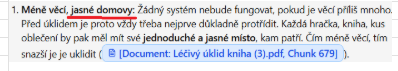 1. Méně věcí, jasné domovy: Žádný systém nebude fungovat, pokud je věcí příliš mnoho.
Před úklidem je proto vždy třeba nejprve důkladně protřídit. Každá hračka, kniha, kus
oblečení by pak měl mít své jednoduché a jasné místo, kam patří. Čím méně věcí, tím
snazší je je uklidit ( [Document: Léčivý úklid kniha (3).pdf, Chunk 679] ).